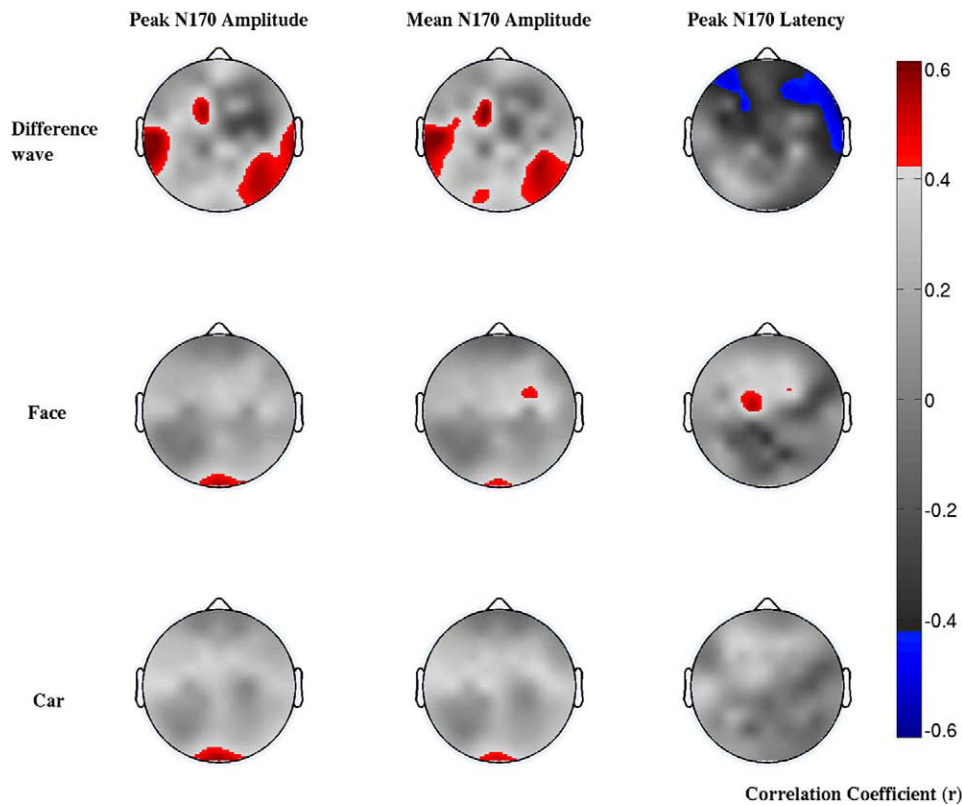 Peak N170 Amplitude
Mean N170 Amplitude
Peak N170 Latency
Difference
wave
Face
Car
0.6
0.4
0.2
0
-0.2
-0.4
-0.6
Correlation Coefficient (r)